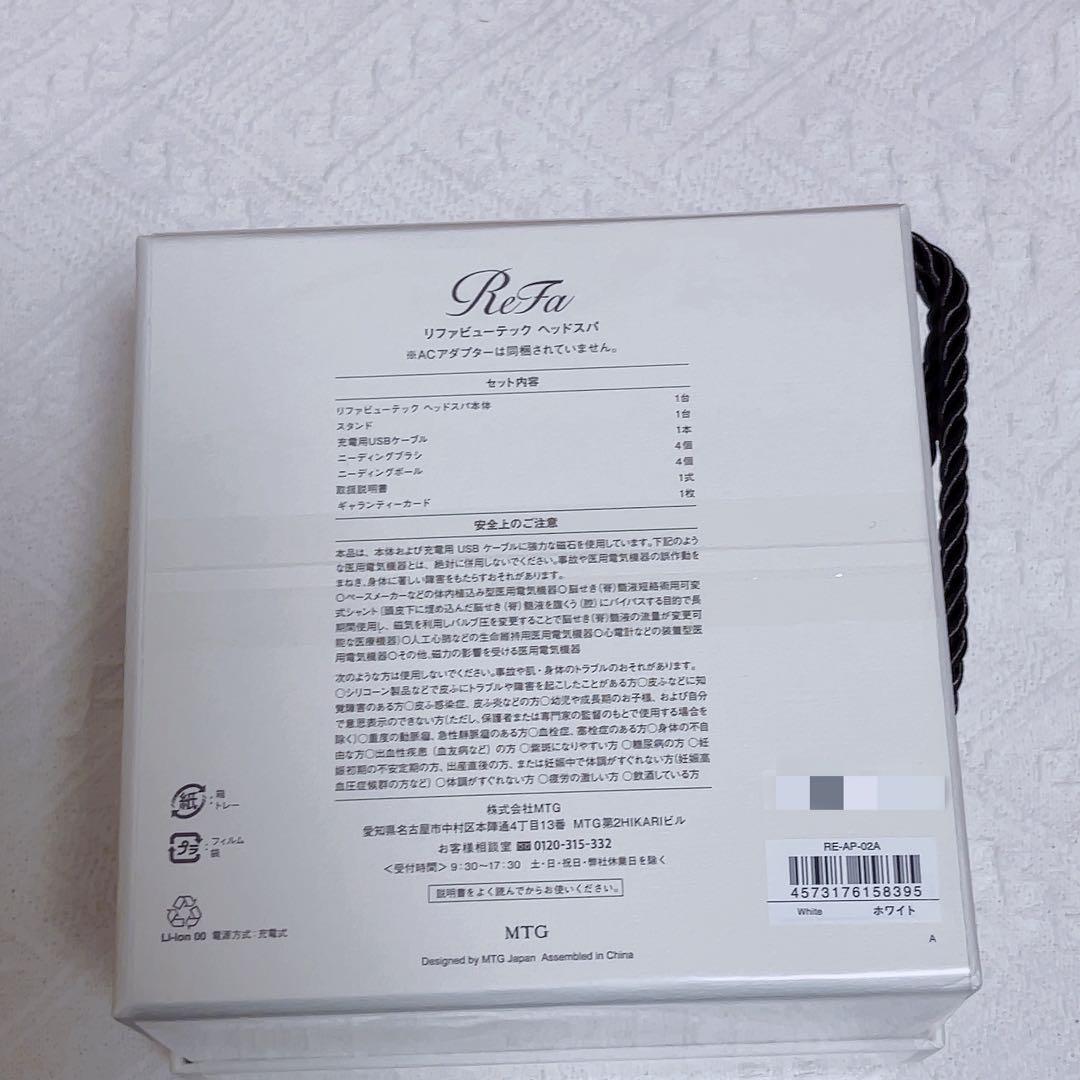 ReFa
リファビューテック ヘッドスパ
※ACアダプターは同梱されていません。
セット内容
リファビューテック ヘッドスパ本体 1台
スタンド 1台
充電用USBケーブル 1本
ニーディングブラシ 4個
ニーディングボール 4個
取扱説明書 1式
ギャランティーカード 1枚
安全上のご注意
本品は、本体および充電用 USB ケーブルに強力な磁石を使用しています。下記のよう
な医用電気機器とは、絶対に併用しないでください。事故や医用電気機器の誤作動を
まねき、身体に著しい障害をもたらすおそれがあります。
○ペースメーカーなどの体内植込み型医用電気機器○脳せき(脊)髄液短絡術用可変
式シャント[頭皮下に埋め込んだ脳せき(脊)髄液を腹くう(腔)にバイパスする目的で長
期間使用し、磁気を利用しバルブ圧を変更することで脳せき(脊)髄液の流量が変更可
能な医療機器]○人工心肺などの生命維持用医用電気機器○心電計などの装着型医
用電気機器○その他、磁力の影響を受ける医用電気機器
次のような方は使用しないでください。事故や肌・身体のトラブルのおそれがあります。
○シリコーン製品などで皮ふにトラブルや障害を起こしたことがある方○皮ふなどに知
覚障害のある方○皮ふ感染症、皮ふ炎などの方○幼児や成長期のお子様、および自分
で意思表示のできない方(ただし、保護者または専門家の監督のもとで使用する場合を
除く)○重度の動脈瘤、急性静脈瘤のある方○血栓症、塞栓症のある方○身体の不自
由な方○出血性疾患(血友病など)の方○紫斑になりやすい方○糖尿病の方○妊
娠初期の不安定期の方、出産直後の方、または妊娠中で体調がすぐれない方(妊娠高
血圧症候群の方など)○体調がすぐれない方○疲労の激しい方○飲酒している方
株式会社MTG
愛知県名古屋市中村区本陣通4丁目13番 MTG第2HIKARIビル
お客様相談室 0120-315-332
<受付時間> 9:30〜17:30 土・日・祝日・弊社休業日を除く
説明書をよく読んでからお使いください。
MTG
Designed by MTG Japan Assembled in China
紙 :箱
・トレー
プラ :フィルム
袋
Li-ion 00 電源方式:充電式
RE-AP-02A
4573176158395
White ホワイト
A